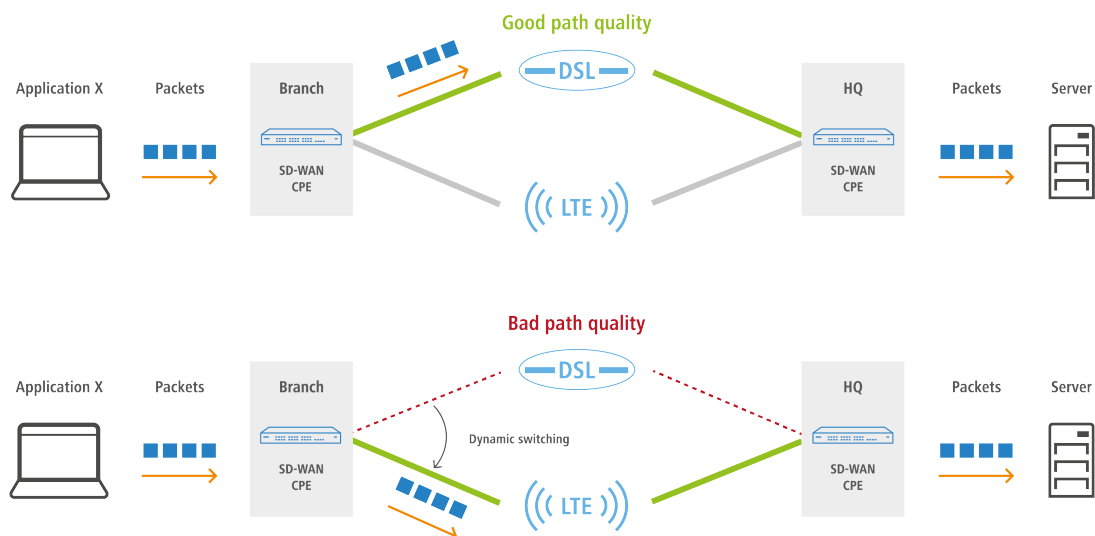 Good path quality
DSL
Application X
Packets
Branch
HQ
Packets
Server
SD-WAN
CPE
SD-WAN
CPE
LTE
Bad path quality
DSL
Application X
Packets
Branch
HQ
Packets
Server
Dynamic switching
SD-WAN
CPE
SD-WAN
CPE
LTE